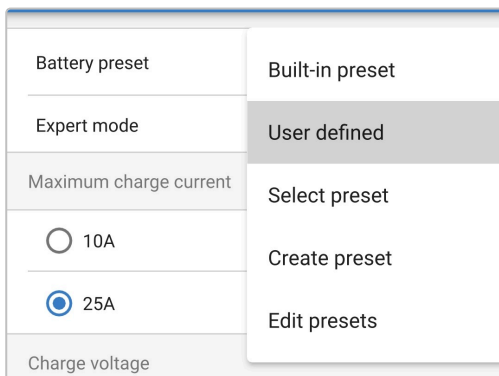 Battery preset
Built-in preset
Expert mode
User defined
Maximum charge current
Select preset
10A
Create preset
25A
Edit presets
Charge voltage